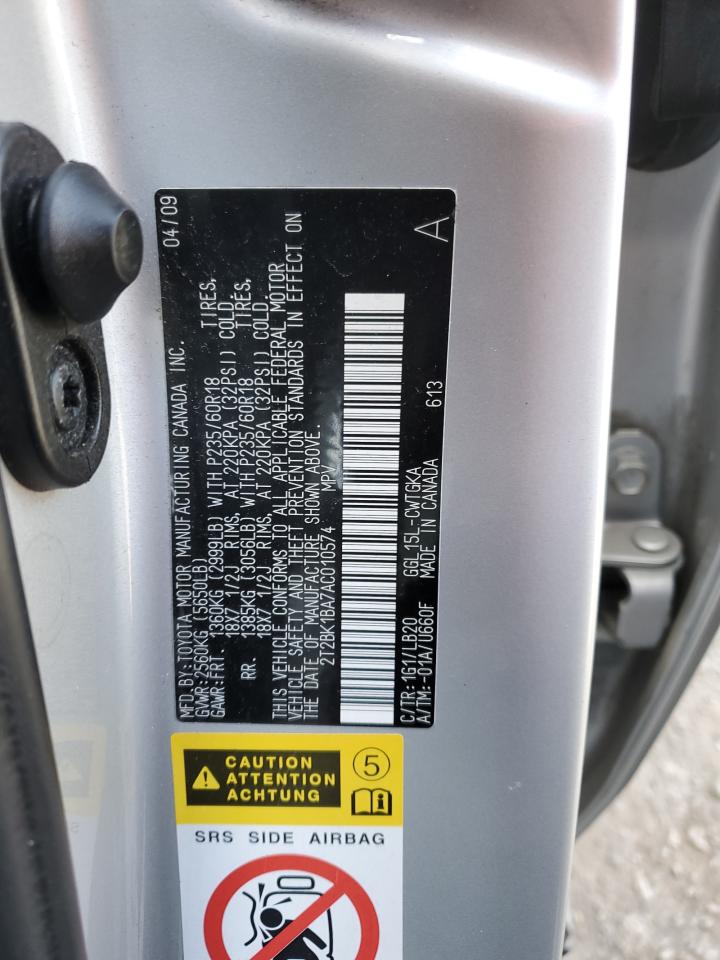 MFD.BY:TOYOTA MOTOR MANUFACTURING CANADA INC. 04/09
GVWR:2560KG (5650LB)
GAWR:FRT. 1360KG (2999LB) WITH P235/60R18 TIRES,
18X7 1/2J RIMS, AT 220KPA (32PSI) COLD.
RR. 1385KG (3056LB) WITH P235/60R18 TIRES,
18X7 1/2J RIMS, AT 220KPA (32PSI) COLD.
THIS VEHICLE CONFORMS TO ALL APPLICABLE FEDERAL MOTOR
VEHICLE SAFETY AND THEFT PREVENTION STANDARDS IN EFFECT ON
THE DATE OF MANUFACTURE SHOWN ABOVE.
2T2BK1BA7AC010574 MPV
C/TR:1G1/LB20 GGL15L-CWTGKA 613 A
A/TM:-01A/U660F MADE IN CANADA
CAUTION
ATTENTION
ACHTUNG
5
SRS SIDE AIRBAG